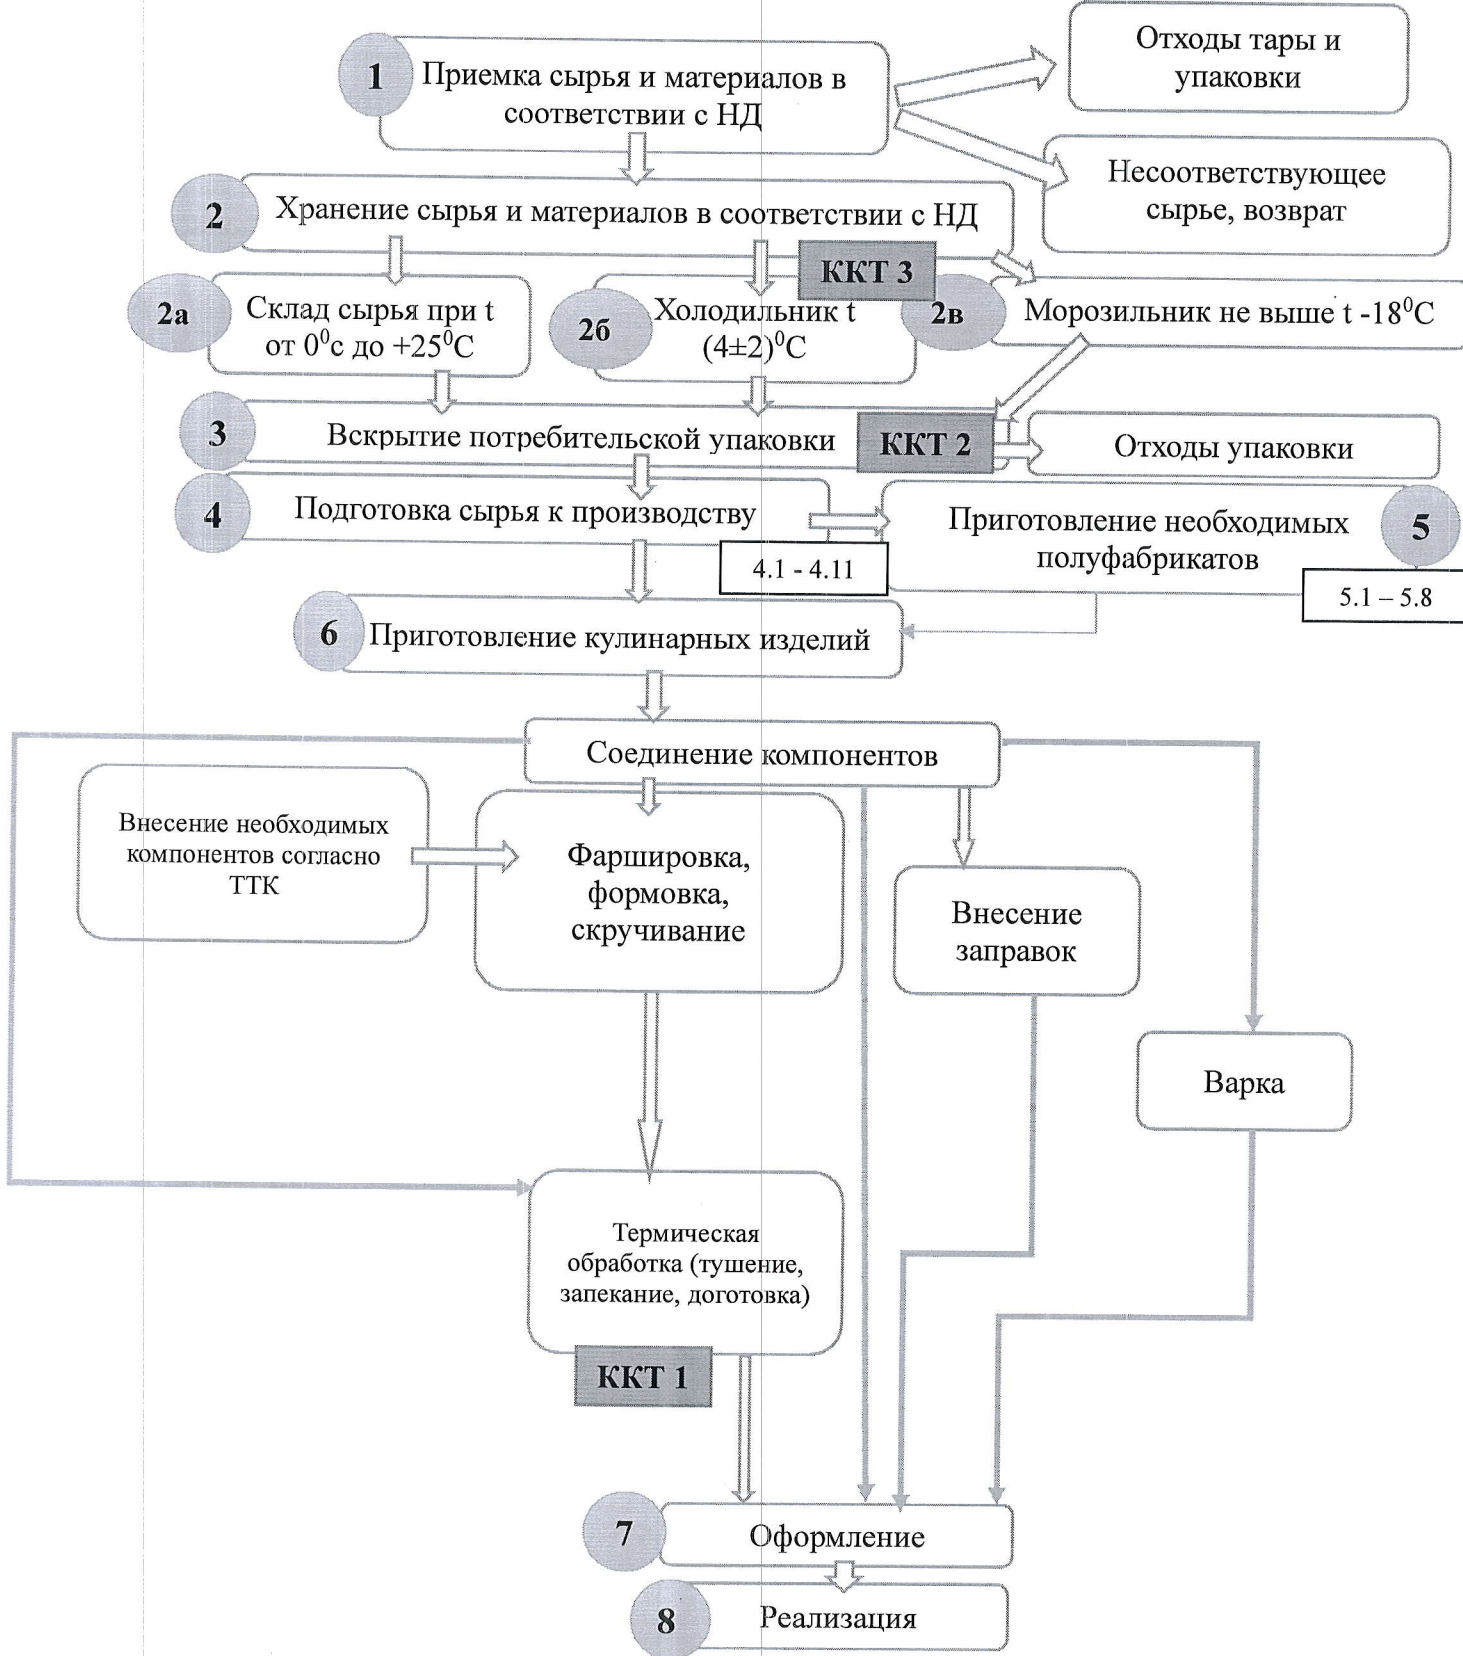 1
Приемка сырья и материалов в
соответствии с НД
Отходы тары и
упаковки
Несоответствующее
сырье, возврат
2
Хранение сырья и материалов в соответствии с НД
ККТ 3
2а
Склад сырья при t
от 0⁰с до +25⁰С
2б
Холодильник t
(4±2)⁰С
2в
Морозильник не выше t -18⁰С
3
Вскрытие потребительской упаковки
ККТ 2
Отходы упаковки
4
Подготовка сырья к производству
4.1 - 4.11
Приготовление необходимых
полуфабрикатов
5
5.1 – 5.8
6
Приготовление кулинарных изделий
Соединение компонентов
Внесение необходимых
компонентов согласно
ТТК
Фаршировка,
формовка,
скручивание
Внесение
заправок
Варка
Термическая
обработка (тушение,
запекание, доготовка)
ККТ 1
7
Оформление
8
Реализация